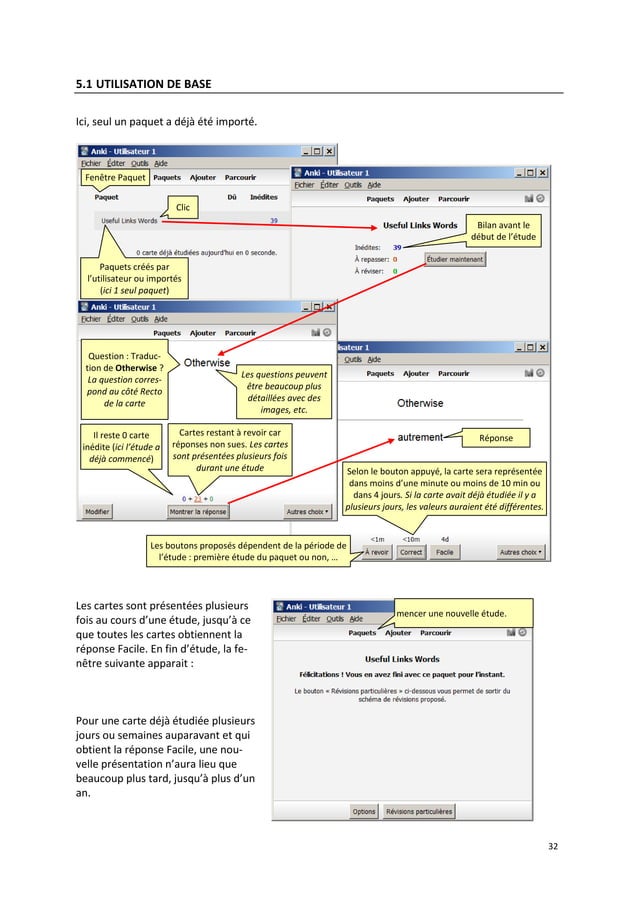 5.1 UTILISATION DE BASE
Ici, seul un paquet a déjà été importé.
Anki - Utilisateur 1
Fichier Éditer Outils Aide
Fenêtre Paquet
Paquets Ajouter Parcourir
Paquet Dû Inédites
Clic
Useful Links Words 39
0 carte déjà étudiées aujourd'hui en 0 seconde.
Paquets créés par
l'utilisateur ou importés
(ici 1 seul paquet)
Anki - Utilisateur 1
Fichier Éditer Outils Aide
Paquets Ajouter Parcourir
Useful Links Words
Bilan avant le
début de l'étude
Inédites: 39
À repasser: 0
À réviser: 0
Étudier maintenant
Anki - Utilisateur 1
Fichier Éditer Outils Aide
Paquets Ajouter Parcourir
Question : Traduc-
tion de Otherwise ?
La question corres-
pond au côté Recto
de la carte
Otherwise
Les questions peuvent
être beaucoup plus
détaillées avec des
images, etc.
Il reste 0 carte
inédite (ici l'étude a
déjà commencé)
Cartes restant à revoir car
réponses non sues. Les cartes
sont présentées plusieurs fois
durant une étude
0 + 23 + 0
Modifier
Montrer la réponse
Autres choix
ilisateur 1
Outils Aide
Paquets Ajouter Parcourir
Otherwise
autrement
Réponse
Selon le bouton appuyé, la carte sera représentée
dans moins d'une minute ou moins de 10 min ou
dans 4 jours. Si la carte avait déjà étudiée il y a
plusieurs jours, les valeurs auraient été différentes.
<1m <10m 4d
À revoir Correct Facile Autres choix
Les boutons proposés dépendent de la période de
l'étude : première étude du paquet ou non, …
Les cartes sont présentées plusieurs
fois au cours d'une étude, jusqu'à ce
que toutes les cartes obtiennent la
réponse Facile. En fin d'étude, la fe-
nêtre suivante apparait :
Pour une carte déjà étudiée plusieurs
jours ou semaines auparavant et qui
obtient la réponse Facile, une nou-
velle présentation n'aura lieu que
beaucoup plus tard, jusqu'à plus d'un
an.
Anki - Utilisateur 1
mencer une nouvelle étude.
Fichier Éditer Outils Aide
Paquets Ajouter Parcourir
Useful Links Words
Félicitations ! Vous en avez fini avec ce paquet pour l'instant.
Le bouton « Révisions particulières » ci-dessous vous permet de sortir du
schéma de révisions proposé.
Options Révisions particulières
32